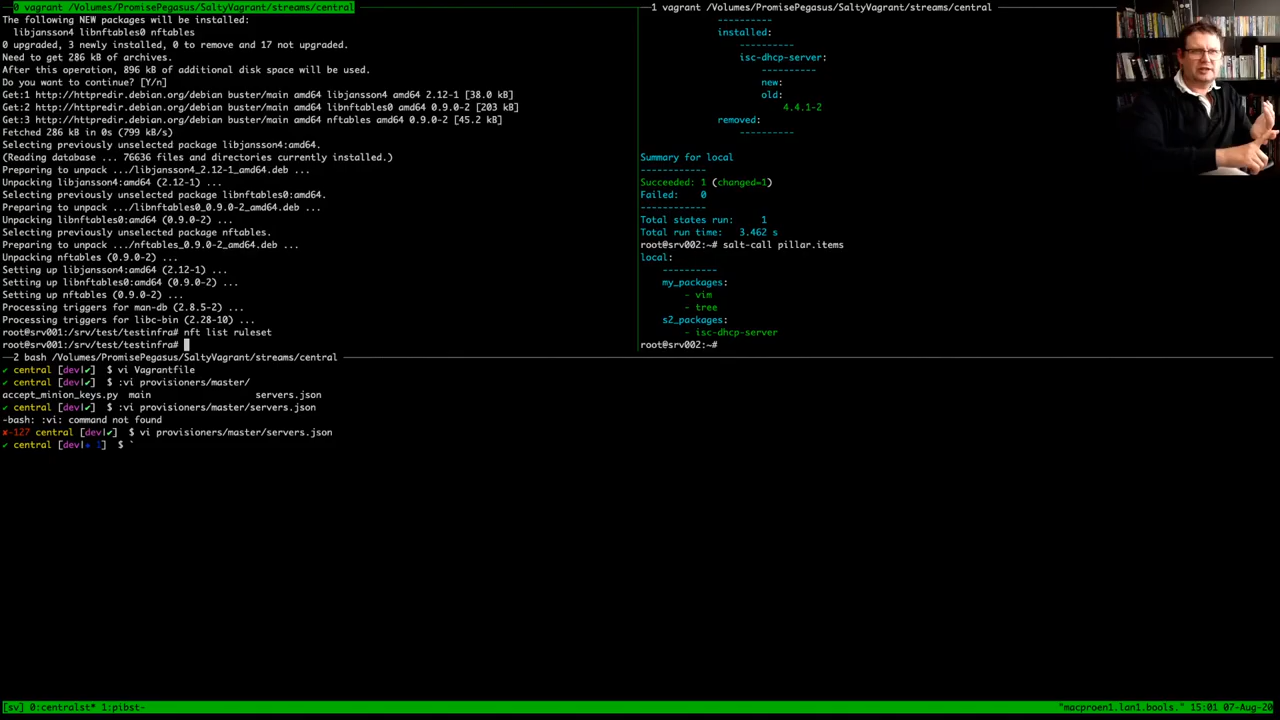 0 vagrant /Volumes/PromisePegasus/SaltyVagrant/streams/central
The following NEW packages will be installed:
libjansson4 libnftables0 nftables
0 upgraded, 3 newly installed, 0 to remove and 17 not upgraded.
Need to get 286 kB of archives.
After this operation, 896 kB of additional disk space will be used.
Do you want to continue? [Y/n]
Get:1 http://httpredir.debian.org/debian buster/main amd64 libjansson4 amd64 2.12-1 [38.0 kB]
Get:2 http://httpredir.debian.org/debian buster/main amd64 libnftables0 amd64 0.9.0-2 [203 kB]
Get:3 http://httpredir.debian.org/debian buster/main amd64 nftables amd64 0.9.0-2 [45.2 kB]
Fetched 286 kB in 0s (799 kB/s)
Selecting previously unselected package libjansson4:amd64.
(Reading database ... 76636 files and directories currently installed.)
Preparing to unpack .../libjansson4_2.12-1_amd64.deb ...
Unpacking libjansson4:amd64 (2.12-1) ...
Selecting previously unselected package libnftables0:amd64.
Preparing to unpack .../libnftables0_0.9.0-2_amd64.deb ...
Unpacking libnftables0:amd64 (0.9.0-2) ...
Selecting previously unselected package nftables.
Preparing to unpack .../nftables_0.9.0-2_amd64.deb ...
Unpacking nftables (0.9.0-2) ...
Setting up libjansson4:amd64 (2.12-1) ...
Setting up libnftables0:amd64 (0.9.0-2) ...
Setting up nftables (0.9.0-2) ...
Processing triggers for man-db (2.8.5-2) ...
Processing triggers for libc-bin (2.28-10) ...
root@srv001:/srv/test/testinfra# nft list ruleset
root@srv001:/srv/test/testinfra#
1 vagrant /Volumes/PromisePegasus/SaltyVagrant/streams/central
----------
installed:
----------
isc-dhcp-server:
----------
new:
old:
4.4.1-2
removed:
----------
Summary for local
------------
Succeeded: 1 (changed=1)
Failed: 0
------------
Total states run: 1
Total run time: 3.462 s
root@srv002:~# salt-call pillar.items
local:
----------
my_packages:
- vim
- tree
s2_packages:
- isc-dhcp-server
root@srv002:~#
2 bash /Volumes/PromisePegasus/SaltyVagrant/streams/central
✔ central [dev|✔] $ vi Vagrantfile
✔ central [dev|✔] $ :vi provisioners/master/
accept_minion_keys.py main servers.json
✔ central [dev|✔] $ :vi provisioners/master/servers.json
-bash: :vi: command not found
✘-127 central [dev|✔] $ vi provisioners/master/servers.json
✔ central [dev|✚ 1] $ `
[sv] 0:centralst* 1:pibst- "macproen1.lan1.bools." 15:01 07-Aug-20